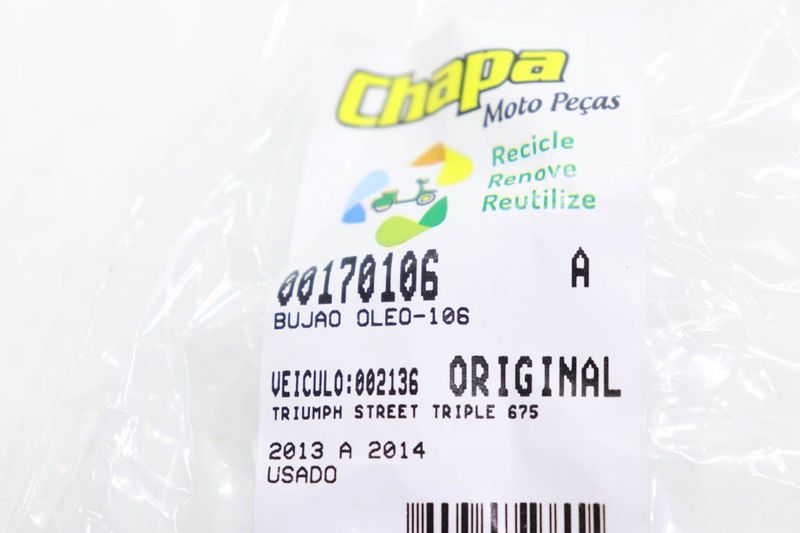 Chapa
Moto Peças
Recicle
Renove
Reutilize
00170106 A
BUJAO OLEO-106
VEICULO:002136 ORIGINAL
TRIUMPH STREET TRIPLE 675
2013 A 2014
USADO